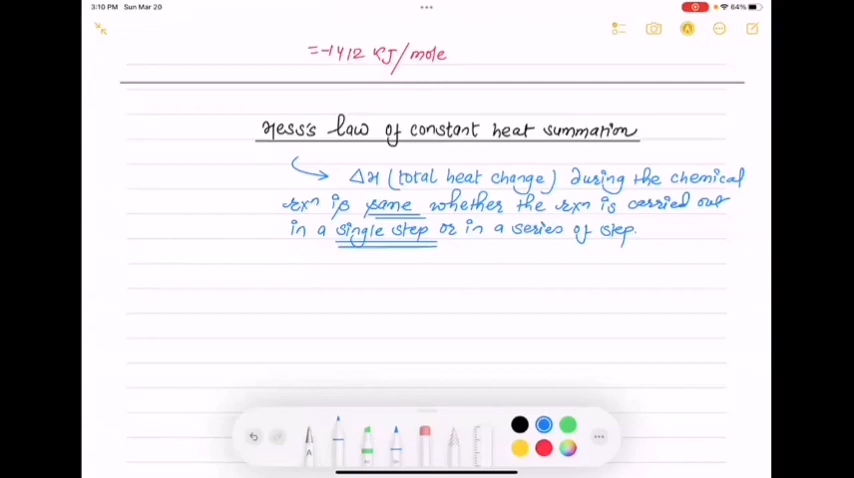 3:10 PM Sun Mar 20
64%
=-1412 KJ/mole
Hess's law of constant heat summation
ΔH (total heat change) during the chemical
rxⁿ is same whether the rxⁿ is carried out
in a single step or in a series of step.
A